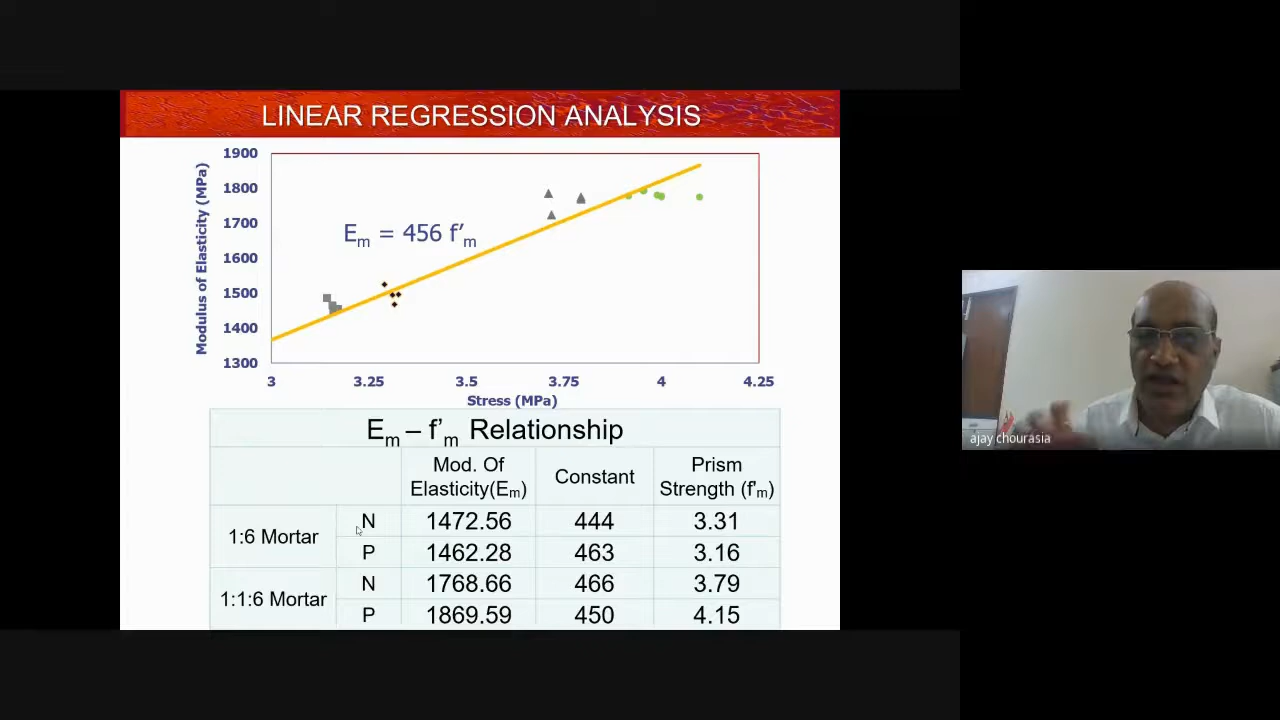 LINEAR REGRESSION ANALYSIS
1900
1800
1700
1600
1500
1400
1300
Modulus of Elasticity (MPa)
Em = 456 f'm
3 3.25 3.5 3.75 4 4.25
Stress (MPa)
Em – f'm Relationship
Mod. Of Elasticity(Em) Constant Prism Strength (f'm)
1:6 Mortar N 1472.56 444 3.31
P 1462.28 463 3.16
1:1:6 Mortar N 1768.66 466 3.79
P 1869.59 450 4.15
ajay chourasia